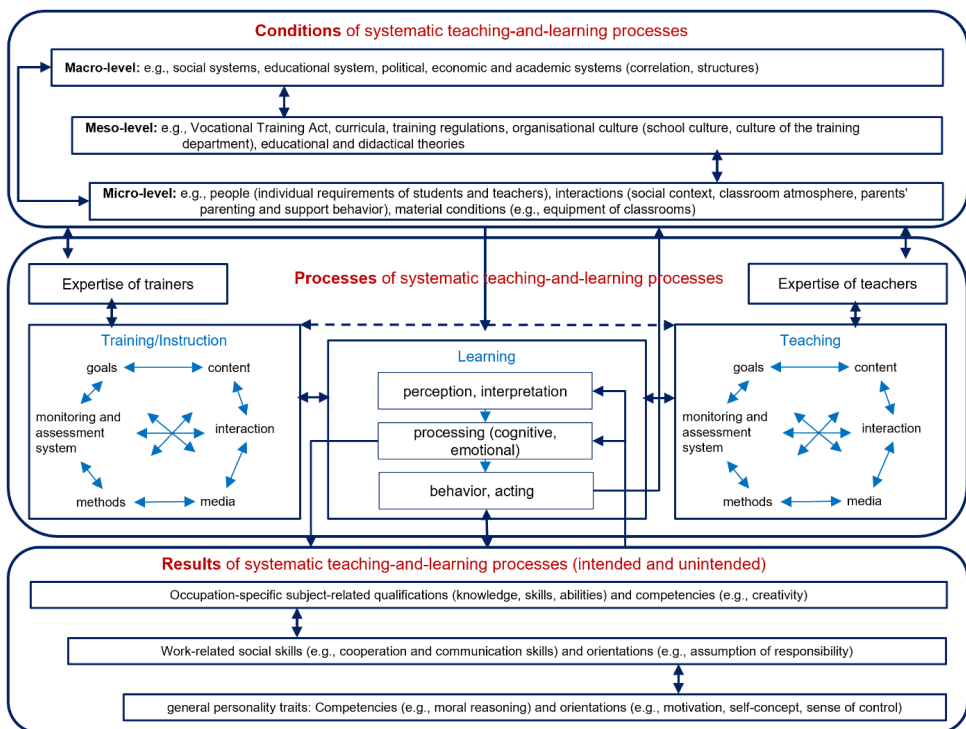 Conditions of systematic teaching-and-learning processes
Macro-level: e.g., social systems, educational system, political, economic and academic systems (correlation, structures)
Meso-level: e.g., Vocational Training Act, curricula, training regulations, organisational culture (school culture, culture of the training
department), educational and didactical theories
Micro-level: e.g., people (individual requirements of students and teachers), interactions (social context, classroom atmosphere, parents'
parenting and support behavior), material conditions (e.g., equipment of classrooms)
Processes of systematic teaching-and-learning processes
Expertise of trainers
Expertise of teachers
Training/Instruction
goals
content
monitoring and
assessment
system
interaction
methods
media
Learning
perception, interpretation
processing (cognitive,
emotional)
behavior, acting
Teaching
goals
content
monitoring and
assessment
system
interaction
methods
media
Results of systematic teaching-and-learning processes (intended and unintended)
Occupation-specific subject-related qualifications (knowledge, skills, abilities) and competencies (e.g., creativity)
Work-related social skills (e.g., cooperation and communication skills) and orientations (e.g., assumption of responsibility)
general personality traits: Competencies (e.g., moral reasoning) and orientations (e.g., motivation, self-concept, sense of control)